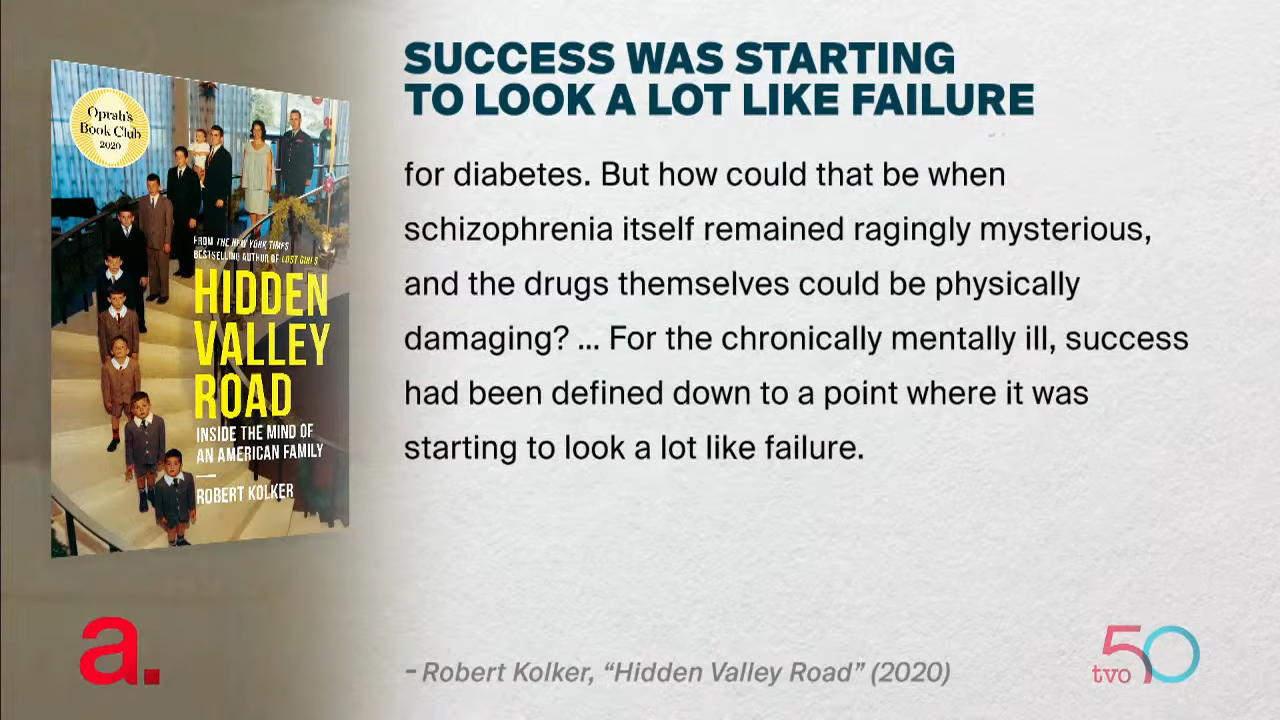 SUCCESS WAS STARTING
TO LOOK A LOT LIKE FAILURE
for diabetes. But how could that be when
schizophrenia itself remained ragingly mysterious,
and the drugs themselves could be physically
damaging? ... For the chronically mentally ill, success
had been defined down to a point where it was
starting to look a lot like failure.
– Robert Kolker, “Hidden Valley Road” (2020)
Oprah's
Book Club
2020
FROM THE NEW YORK TIMES
BESTSELLING AUTHOR OF LOST GIRLS
HIDDEN
VALLEY
ROAD
INSIDE THE MIND OF
AN AMERICAN FAMILY
ROBERT KOLKER
a.
tvo 50